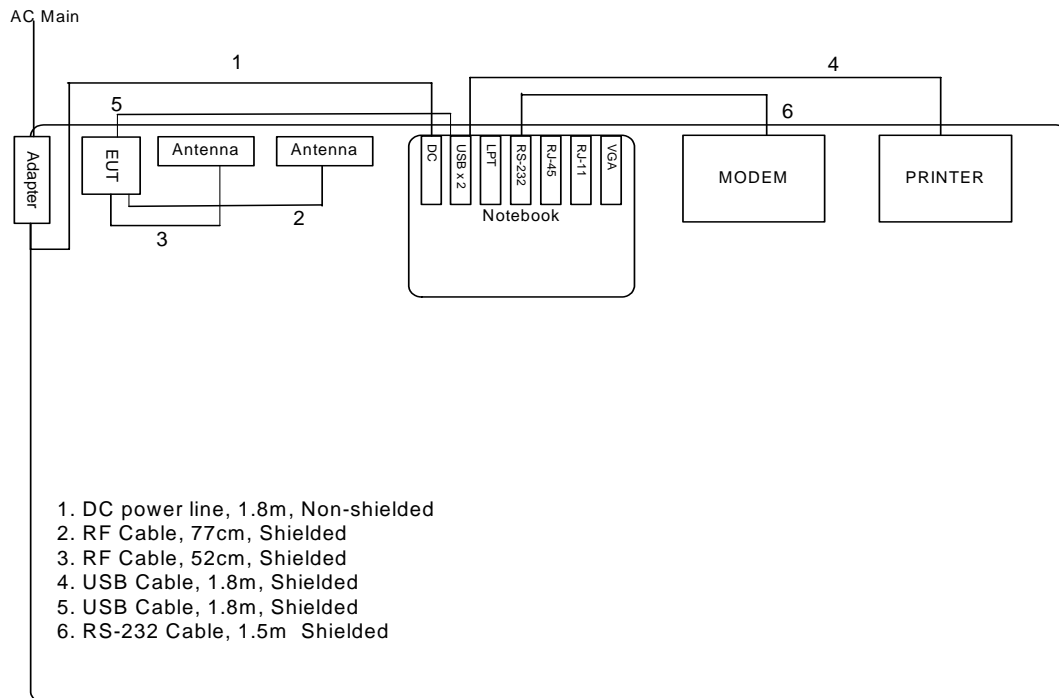 AC Main
1
4
5
6
Adapter
EUT
Antenna
Antenna
DC
USB x 2
LPT
RS-232
RJ-45
RJ-11
VGA
Notebook
MODEM
PRINTER
2
3
1. DC power line, 1.8m, Non-shielded
2. RF Cable, 77cm, Shielded
3. RF Cable, 52cm, Shielded
4. USB Cable, 1.8m, Shielded
5. USB Cable, 1.8m, Shielded
6. RS-232 Cable, 1.5m Shielded